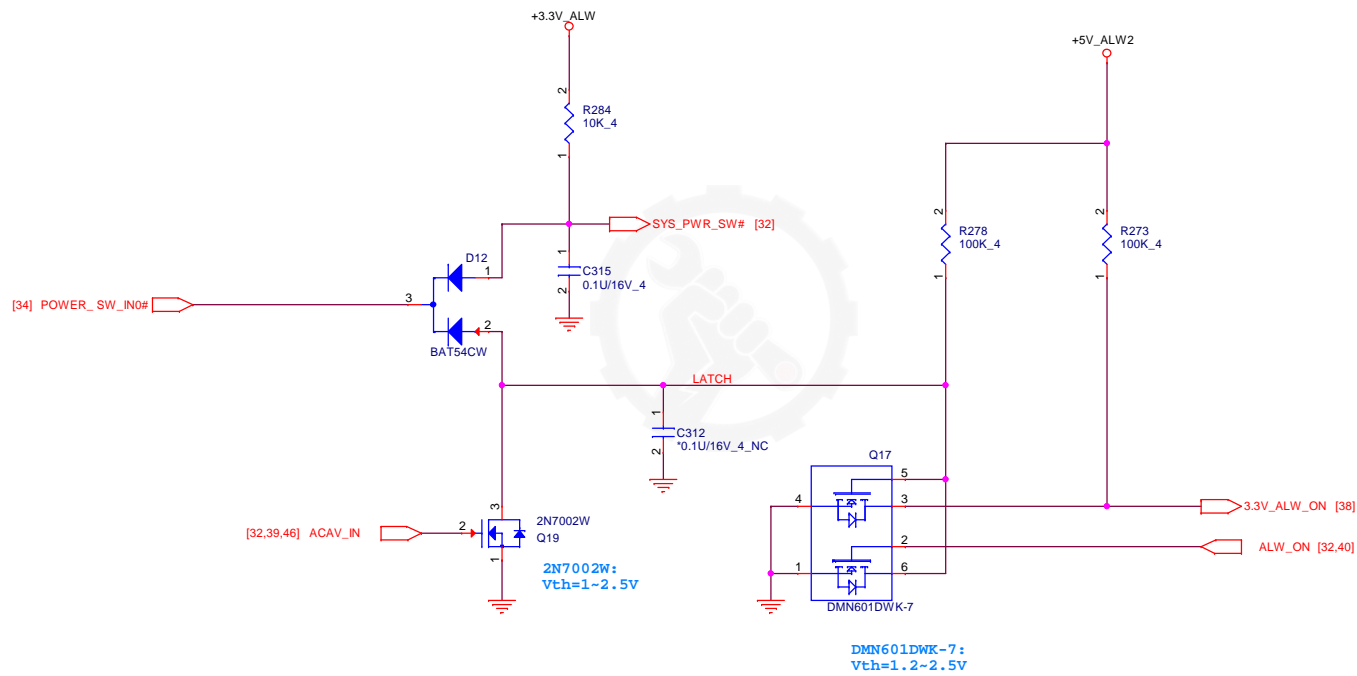 +3.3V_ALW
+5V_ALW2
2
R284
10K_4
1
SYS_PWR_SW# [32]
2
R278
100K_4
1
2
R273
100K_4
1
D12
1
1
C315
0.1U/16V_4
2
[34] POWER_ SW_IN0#
3
2
BAT54CW
LATCH
1
C312
*0.1U/16V_4_NC
2
Q17
5
4
3
3.3V_ALW_ON [38]
3
[32,39,46] ACAV_IN
2
2N7002W
Q19
1
2
ALW_ON [32,40]
1
6
2N7002W:
Vth=1~2.5V
DMN601DWK-7
DMN601DWK-7:
Vth=1.2~2.5V